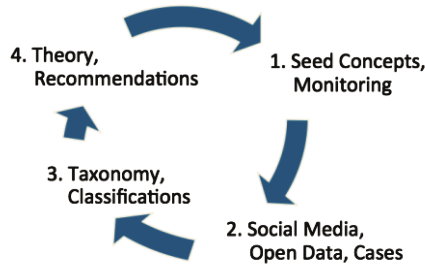 4. Theory,
Recommendations
1. Seed Concepts,
Monitoring
3. Taxonomy,
Classifications
2. Social Media,
Open Data, Cases